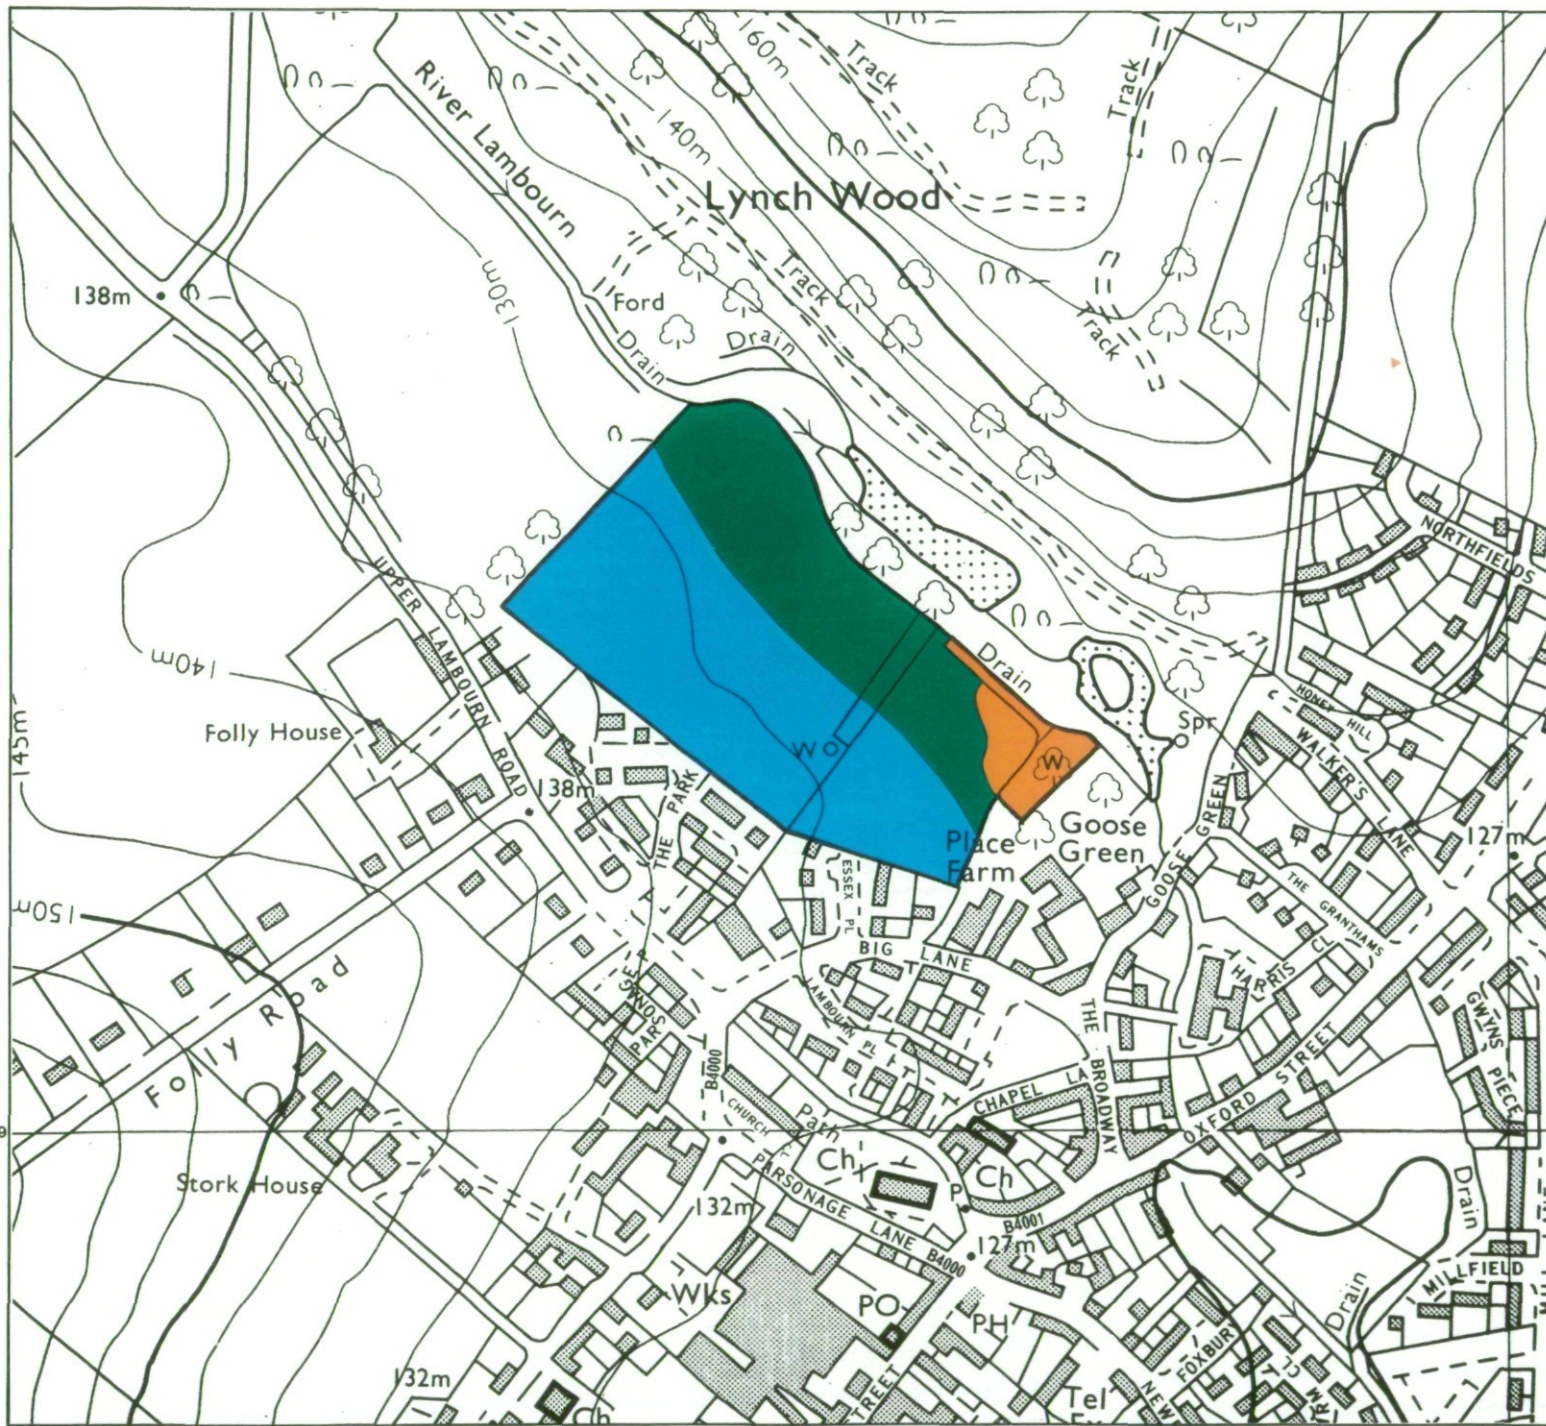 160m
Track
Track
River Lambourn
140m
Lynch Wood
Track
130m
138m
Ford
Drain
Drain
Track
NORTHFIELDS
UPPER LAMBOURN ROAD
140m
Drain
Folly House
145m
HONEY HILL
Spr
WALKER'S LANE
W
W
138m
THE PARK
Goose
Green
Place
Farm
GOOSE GREEN
127m
ESSEX PL
THE GRANTHAMS
150m
BIG LANE
HARRIS CL
Folly Road
PARSONAGE
LAMBOURN PL
THE BROADWAY
GWYNS PIECE
B4000
CHAPEL LA
OXFORD STREET
CHURCH
Path
Ch
Ch
Stork House
PARSONAGE LANE
P
B4001
132m
B4000
127m
Drain
MILLFIELD
Wks
PO
PH
Drain
FOXBURY
CL
132m
STREET
NEW
Tel
Ch